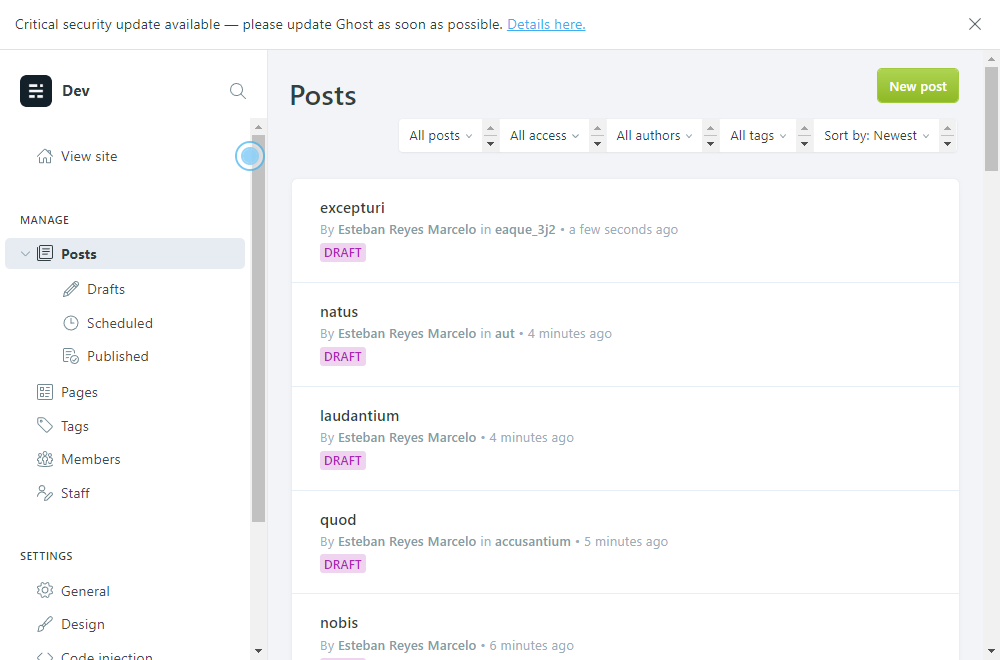 Critical security update available — please update Ghost as soon as possible. Details here.
Dev
View site
MANAGE
Posts
Drafts
Scheduled
Published
Pages
Tags
Members
Staff
SETTINGS
General
Design
Code injection
Posts
New post
All posts
All access
All authors
All tags
Sort by: Newest
excepturi
By Esteban Reyes Marcelo in eaque_3j2 • a few seconds ago
DRAFT
natus
By Esteban Reyes Marcelo in aut • 4 minutes ago
DRAFT
laudantium
By Esteban Reyes Marcelo • 4 minutes ago
DRAFT
quod
By Esteban Reyes Marcelo in accusantium • 5 minutes ago
DRAFT
nobis
By Esteban Reyes Marcelo • 6 minutes ago